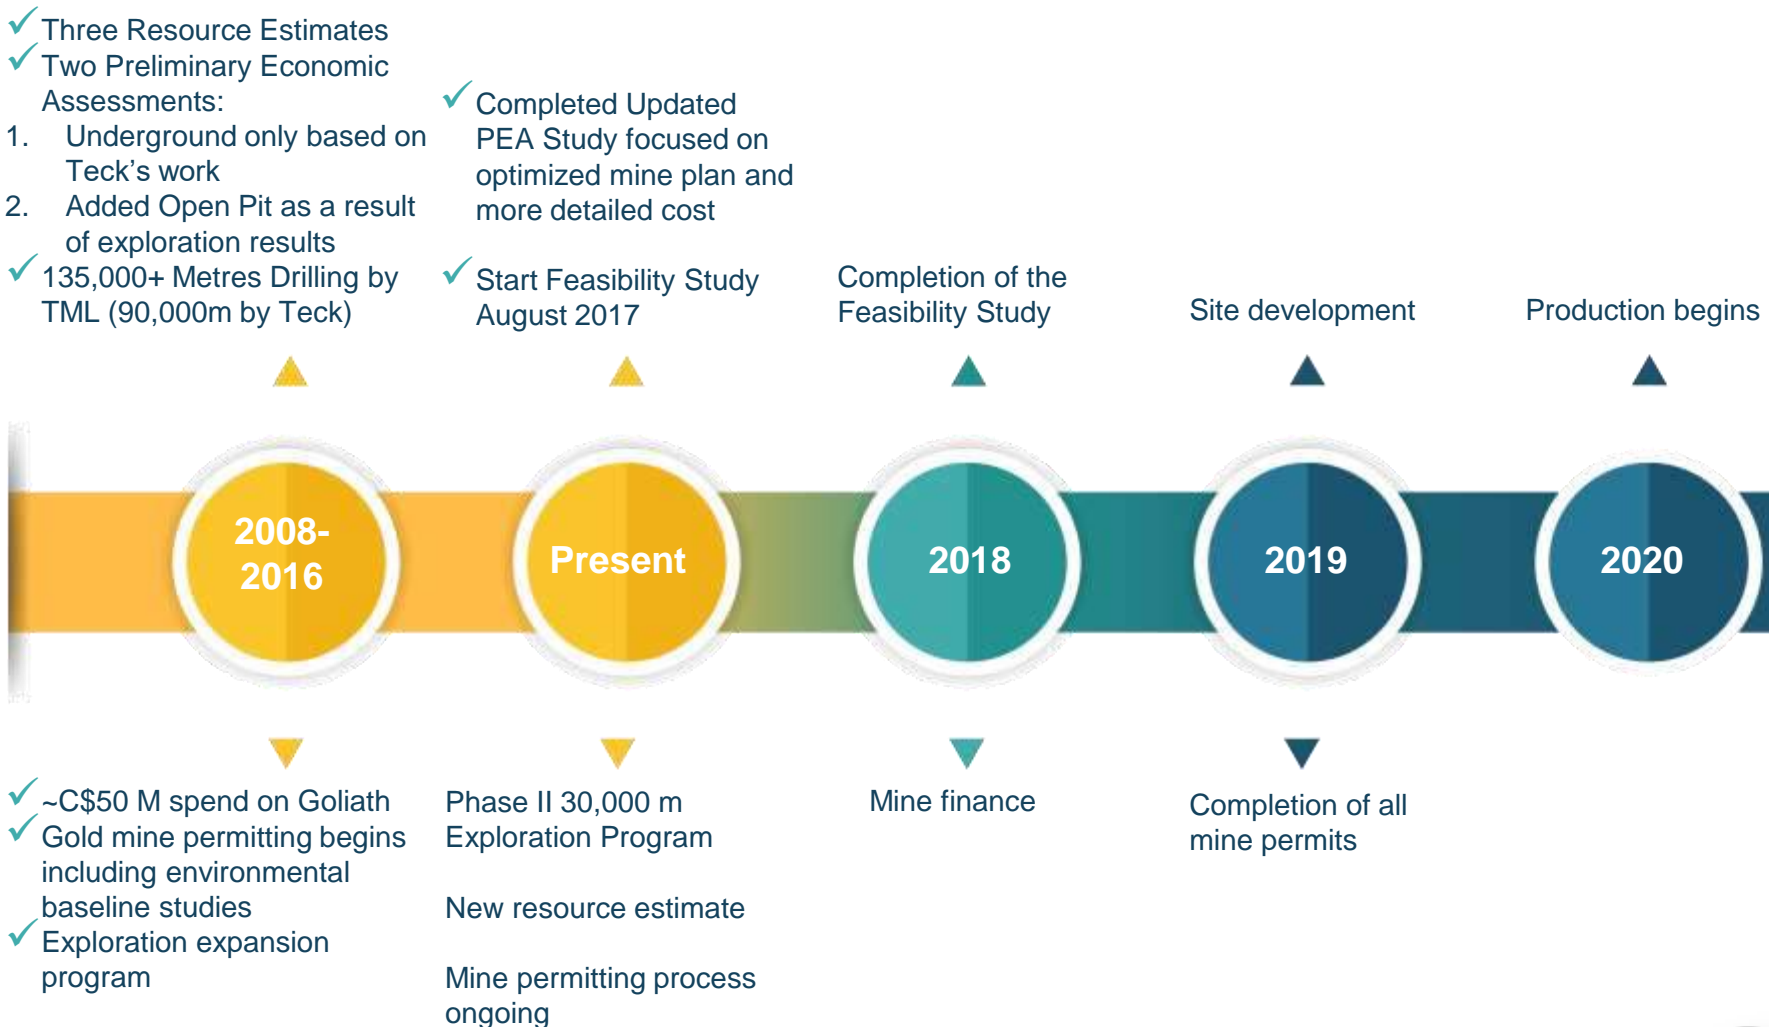 ✓ Three Resource Estimates
✓ Two Preliminary Economic
Assessments:
1. Underground only based on
Teck's work
2. Added Open Pit as a result
of exploration results
✓ 135,000+ Metres Drilling by
TML (90,000m by Teck)
✓ Completed Updated
PEA Study focused on
optimized mine plan and
more detailed cost
✓ Start Feasibility Study
August 2017
Completion of the
Feasibility Study
Site development
Production begins
2008-
2016
Present
2018
2019
2020
✓ ~C$50 M spend on Goliath
✓ Gold mine permitting begins
including environmental
baseline studies
✓ Exploration expansion
program
Phase II 30,000 m
Exploration Program
New resource estimate
Mine permitting process
ongoing
Mine finance
Completion of all
mine permits